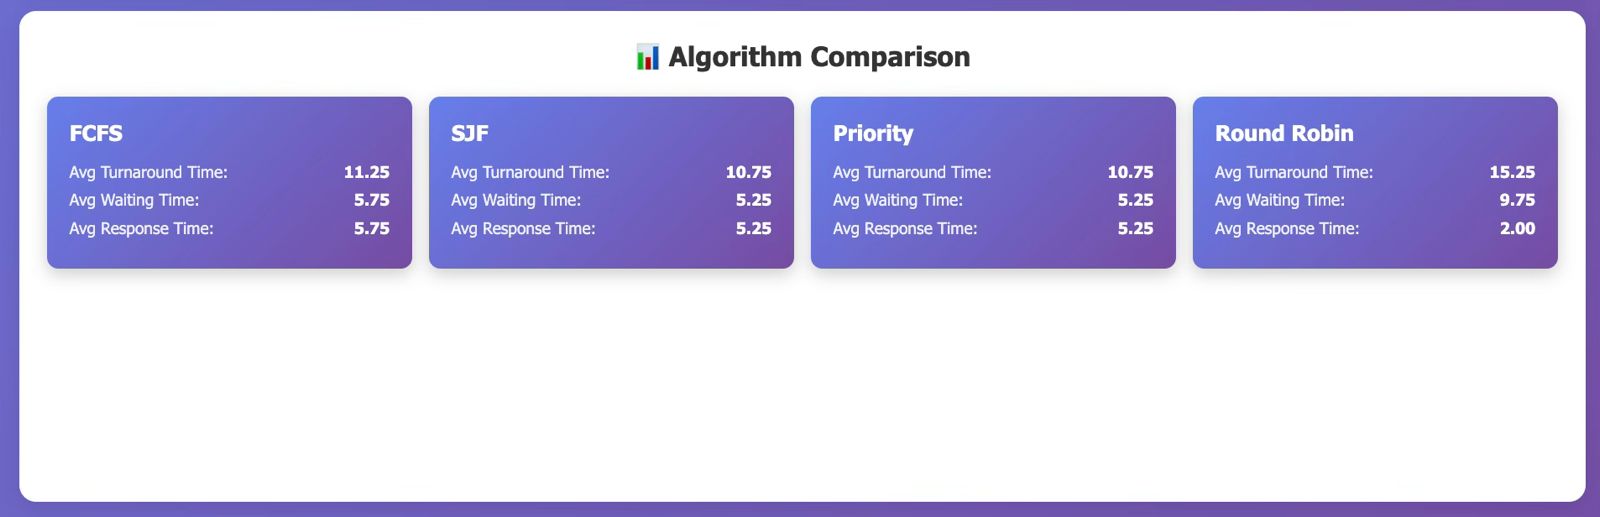 📊 Algorithm Comparison
FCFS
Avg Turnaround Time: 11.25
Avg Waiting Time: 5.75
Avg Response Time: 5.75
SJF
Avg Turnaround Time: 10.75
Avg Waiting Time: 5.25
Avg Response Time: 5.25
Priority
Avg Turnaround Time: 10.75
Avg Waiting Time: 5.25
Avg Response Time: 5.25
Round Robin
Avg Turnaround Time: 15.25
Avg Waiting Time: 9.75
Avg Response Time: 2.00